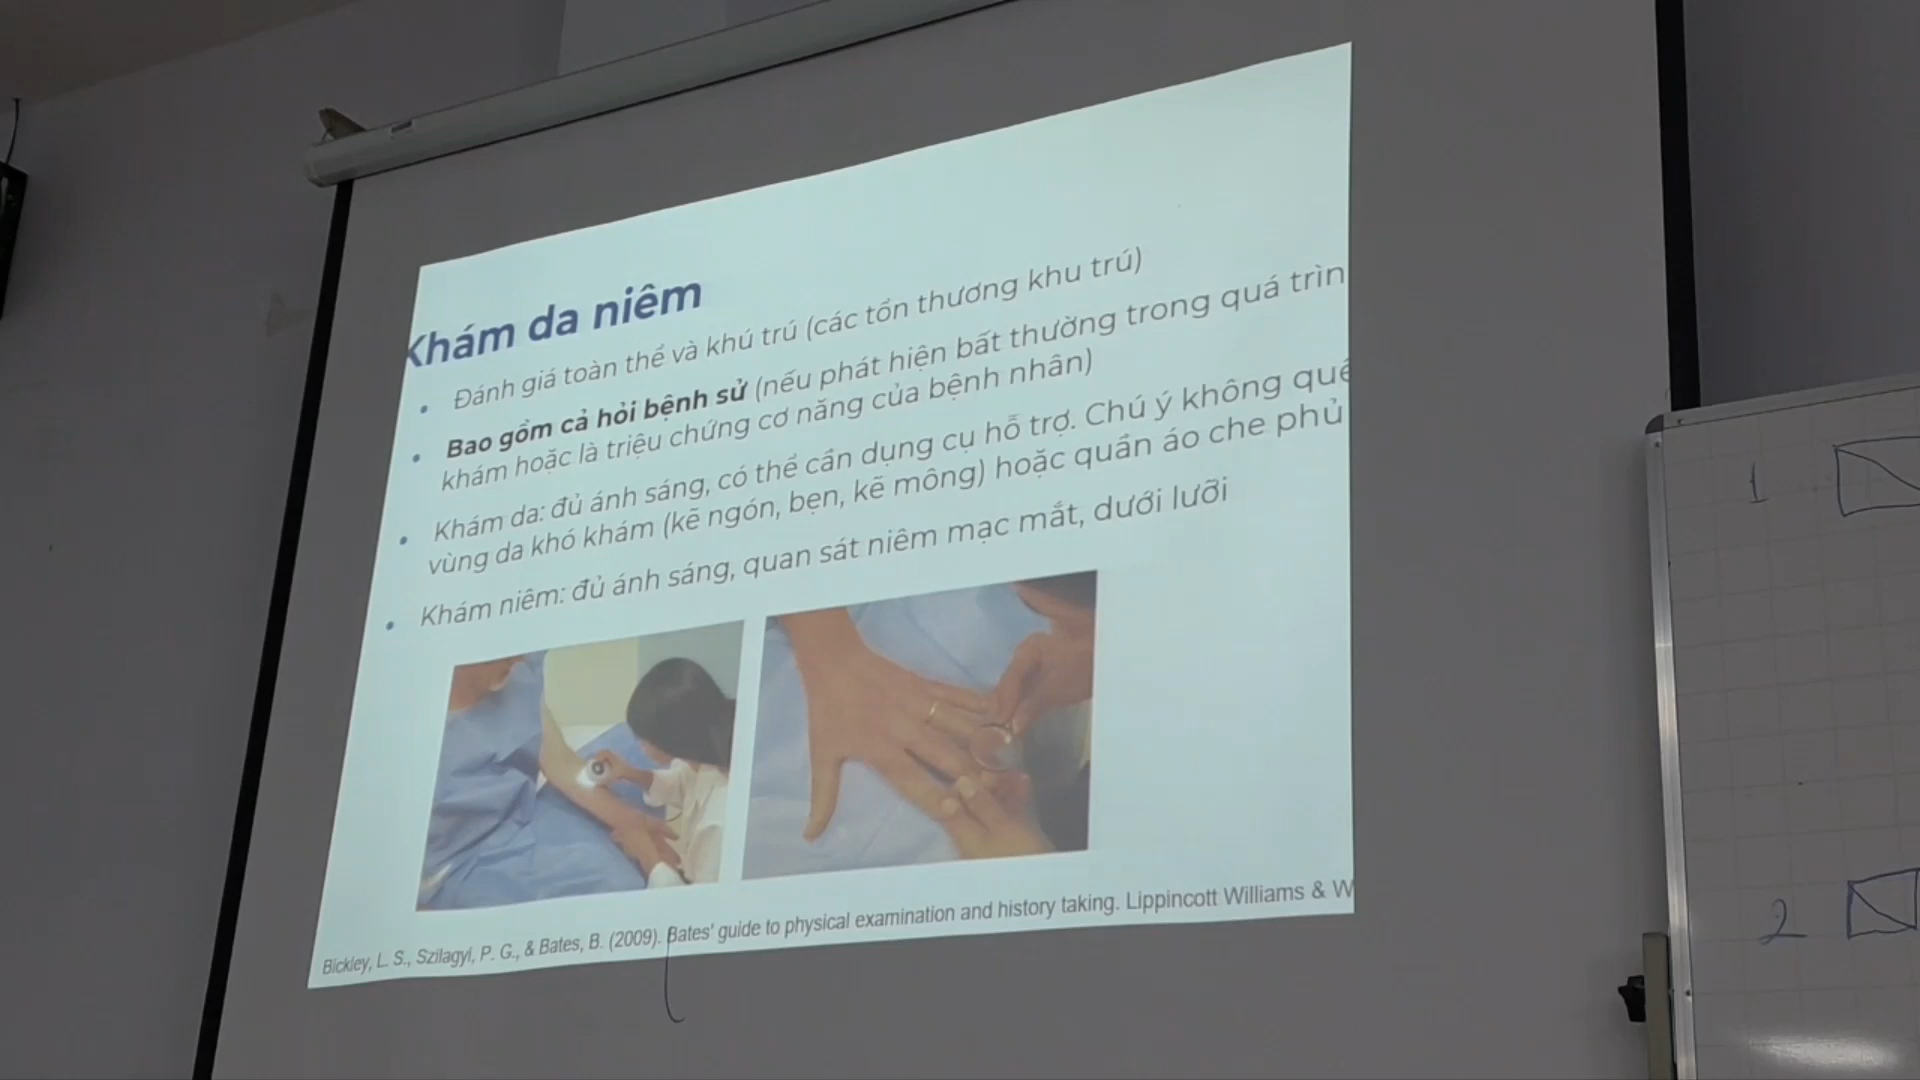 Khám da niêm
• Đánh giá toàn thể và khú trú (các tổn thương khu trú)
• Bao gồm cả hỏi bệnh sử (nếu phát hiện bất thường trong quá trìn
khám hoặc là triệu chứng cơ năng của bệnh nhân)
• Khám da: đủ ánh sáng, có thể cần dụng cụ hỗ trợ. Chú ý không quê
vùng da khó khám (kẽ ngón, bẹn, kẽ mông) hoặc quần áo che phủ
• Khám niêm: đủ ánh sáng, quan sát niêm mạc mắt, dưới lưỡi
Bickley, L. S., Szilagyi, P. G., & Bates, B. (2009). Bates' guide to physical examination and history taking. Lippincott Williams & W
1
2